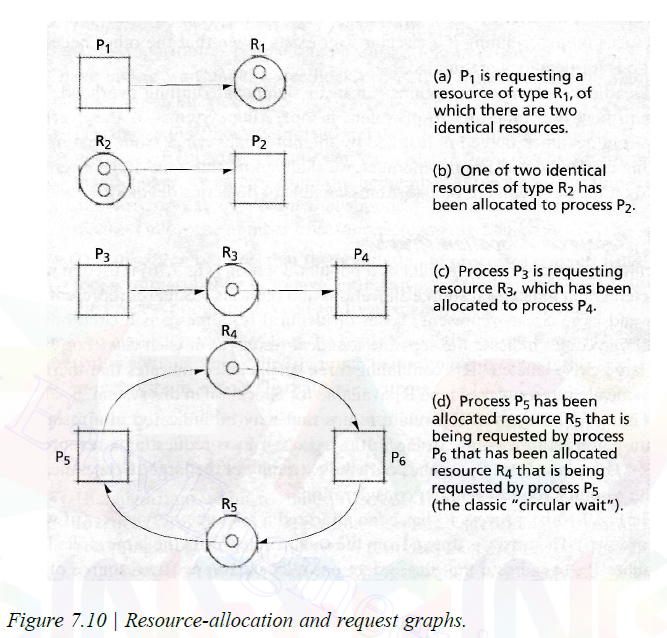 P1 R1
(a) P1 is requesting a
resource of type R1, of
which there are two
identical resources.
R2 P2
(b) One of two identical
resources of type R2 has
been allocated to process P2.
P3 R3 P4
(c) Process P3 is requesting
resource R3, which has been
allocated to process P4.
R4
(d) Process P5 has been
allocated resource R5 that is
being requested by process
P6 that has been allocated
resource R4 that is being
requested by process P5
(the classic "circular wait").
P5 P6
R5
Figure 7.10 | Resource-allocation and request graphs.